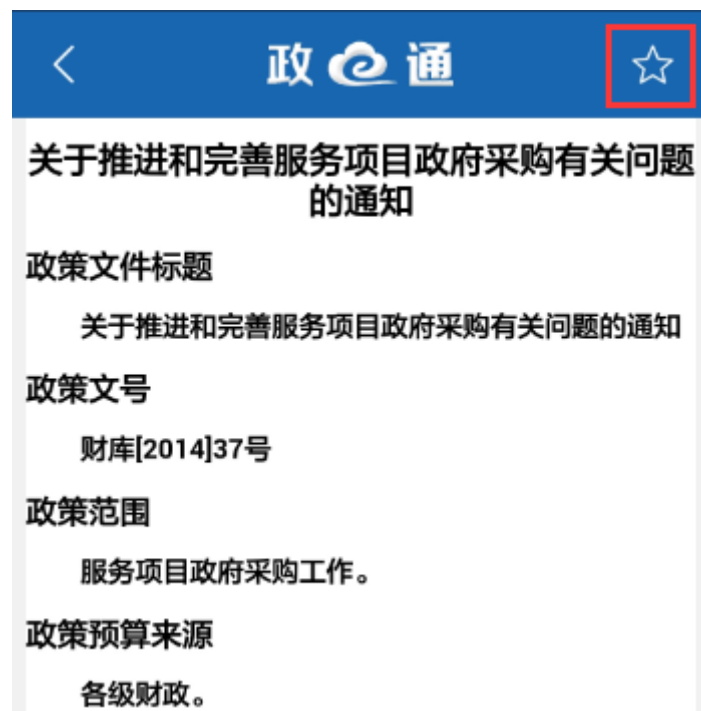 政e通
关于推进和完善服务项目政府采购有关问题
的通知
政策文件标题
关于推进和完善服务项目政府采购有关问题的通知
政策文号
财库[2014]37号
政策范围
服务项目政府采购工作。
政策预算来源
各级财政。